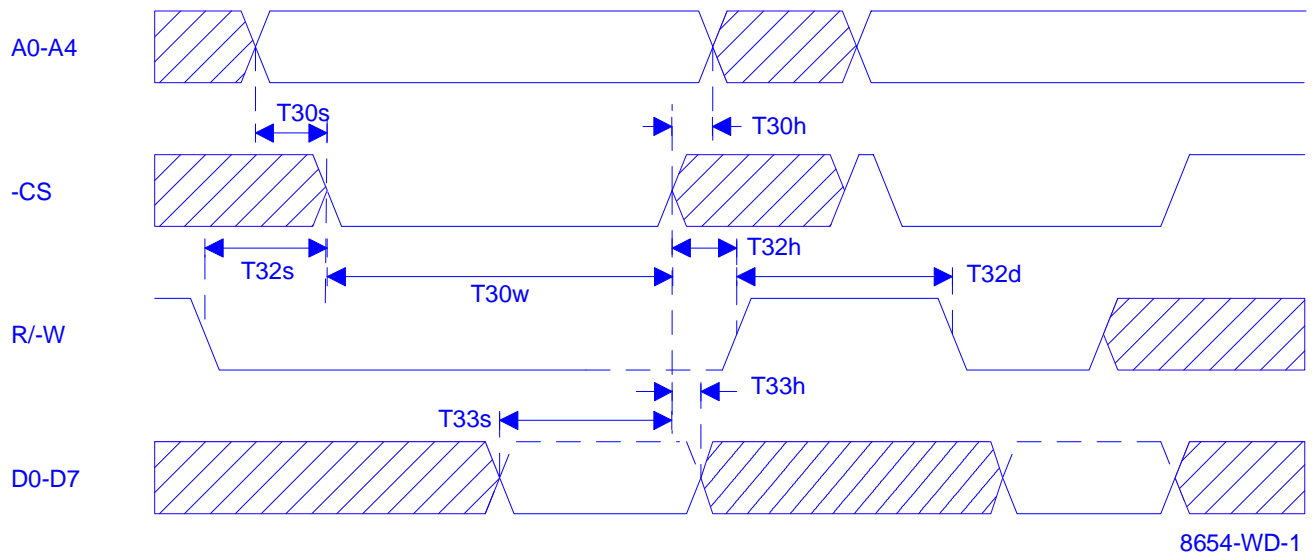 A0-A4
T30s
T30h
-CS
T32s
T32h
T30w
T32d
R/-W
T33h
T33s
D0-D7
8654-WD-1